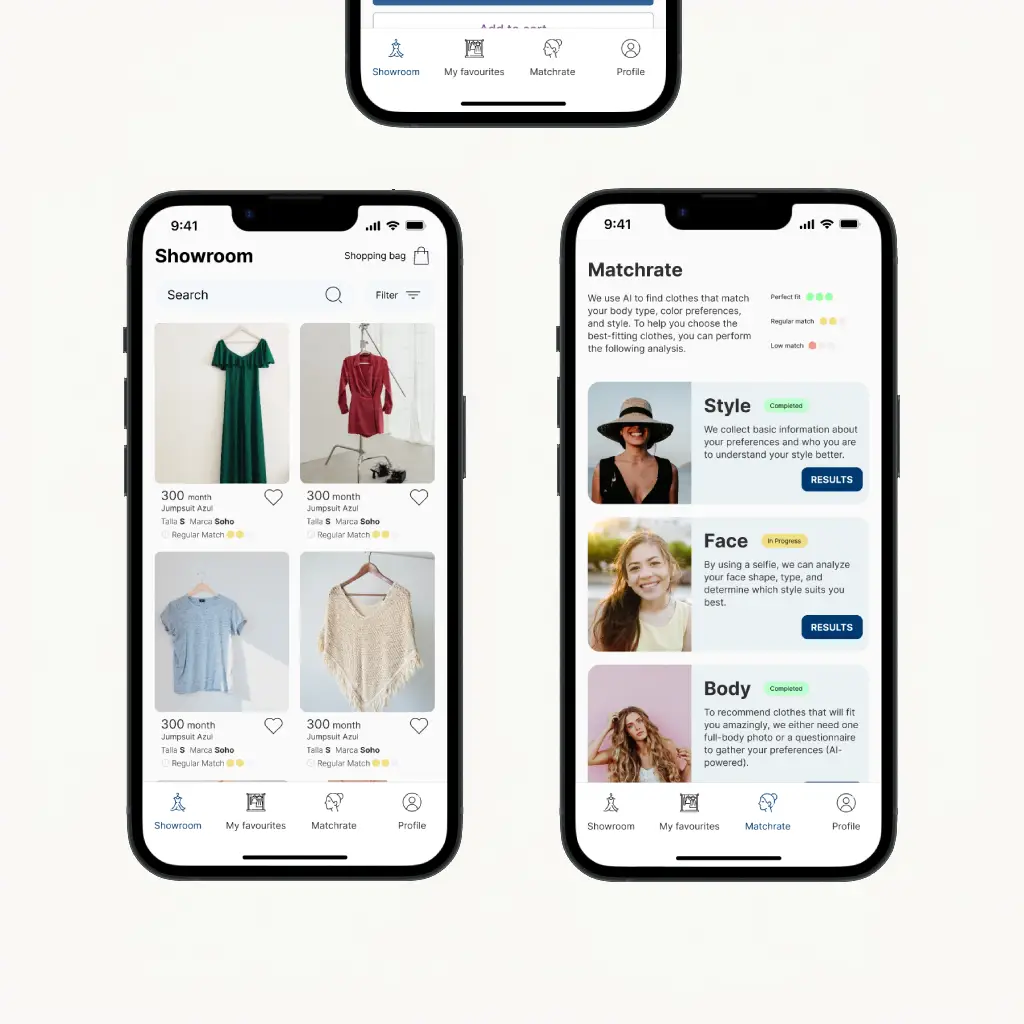 Add to cart
Showroom My favourites Matchrate Profile
9:41
Showroom
Shopping bag
Search
Filter
300 month
Jumpsuit Azul
Talla S Marca Soho
Regular Match
300 month
Jumpsuit Azul
Talla S Marca Soho
Regular Match
300 month
Jumpsuit Azul
Talla S Marca Soho
Regular Match
300 month
Jumpsuit Azul
Talla S Marca Soho
Regular Match
Showroom My favourites Matchrate Profile
9:41
Matchrate
We use AI to find clothes that match
your body type, color preferences,
and style. To help you choose the
best-fitting clothes, you can perform
the following analysis.
Perfect fit
Regular match
Low match
Style
Completed
We collect basic information about
your preferences and who you are
to understand your style better.
RESULTS
Face
In Progress
By using a selfie, we can analyze
your face shape, type, and
determine which style suits you
best.
RESULTS
Body
Completed
To recommend clothes that will fit
you amazingly, we either need one
full-body photo or a questionnaire
to gather your preferences (AI-
powered).
Showroom My favourites Matchrate Profile